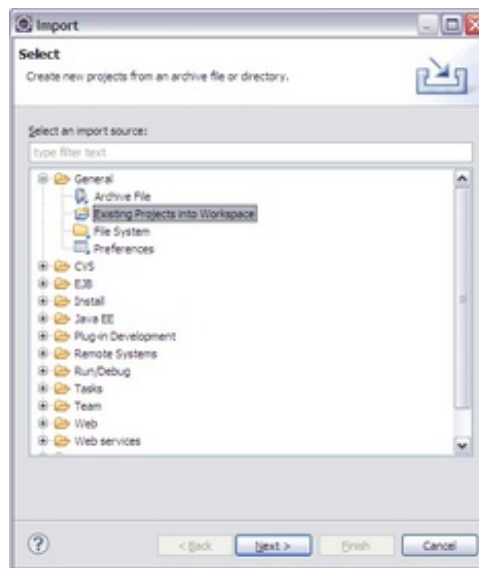 Import
Select
Create new projects from an archive file or directory.
Select an import source:
type filter text
General
Archive File
Existing Projects into Workspace
File System
Preferences
CVS
EJB
Install
Java EE
Plug-in Development
Remote Systems
Run/Debug
Tasks
Team
Web
Web services
? < Back Next > Finish Cancel